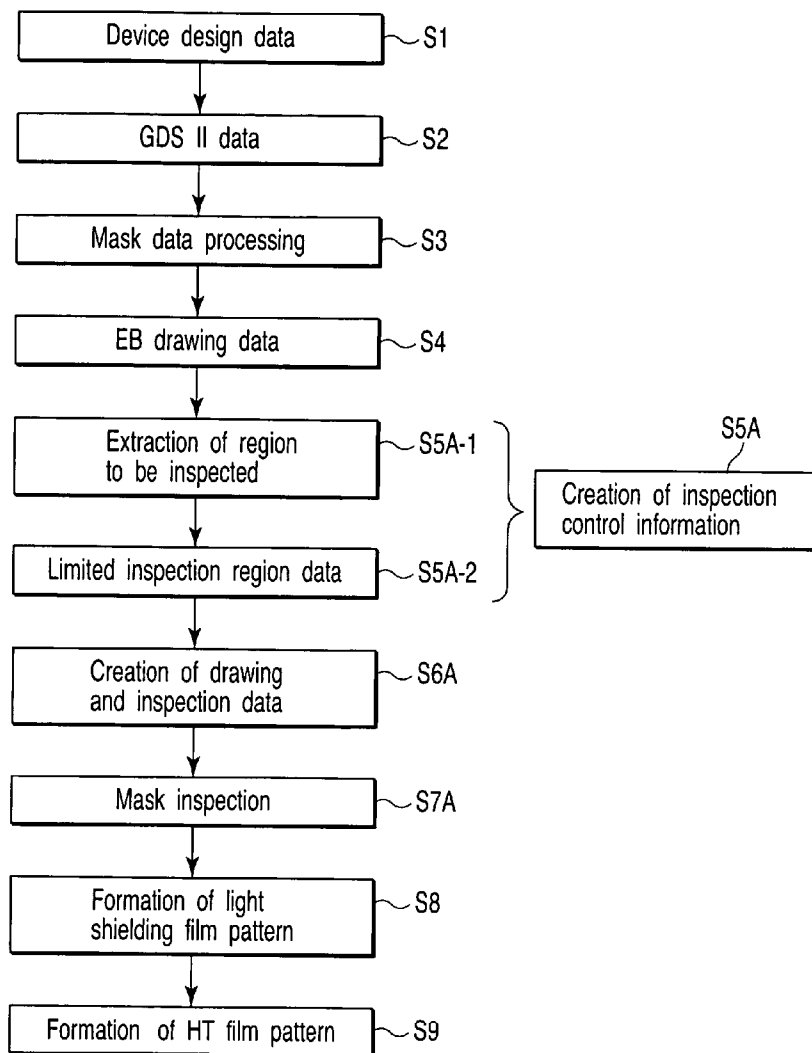 Device design data
S1
GDS II data
S2
Mask data processing
S3
EB drawing data
S4
Extraction of region
to be inspected
S5A-1
S5A
Creation of inspection
control information
Limited inspection region data
S5A-2
Creation of drawing
and inspection data
S6A
Mask inspection
S7A
Formation of light
shielding film pattern
S8
Formation of HT film pattern
S9